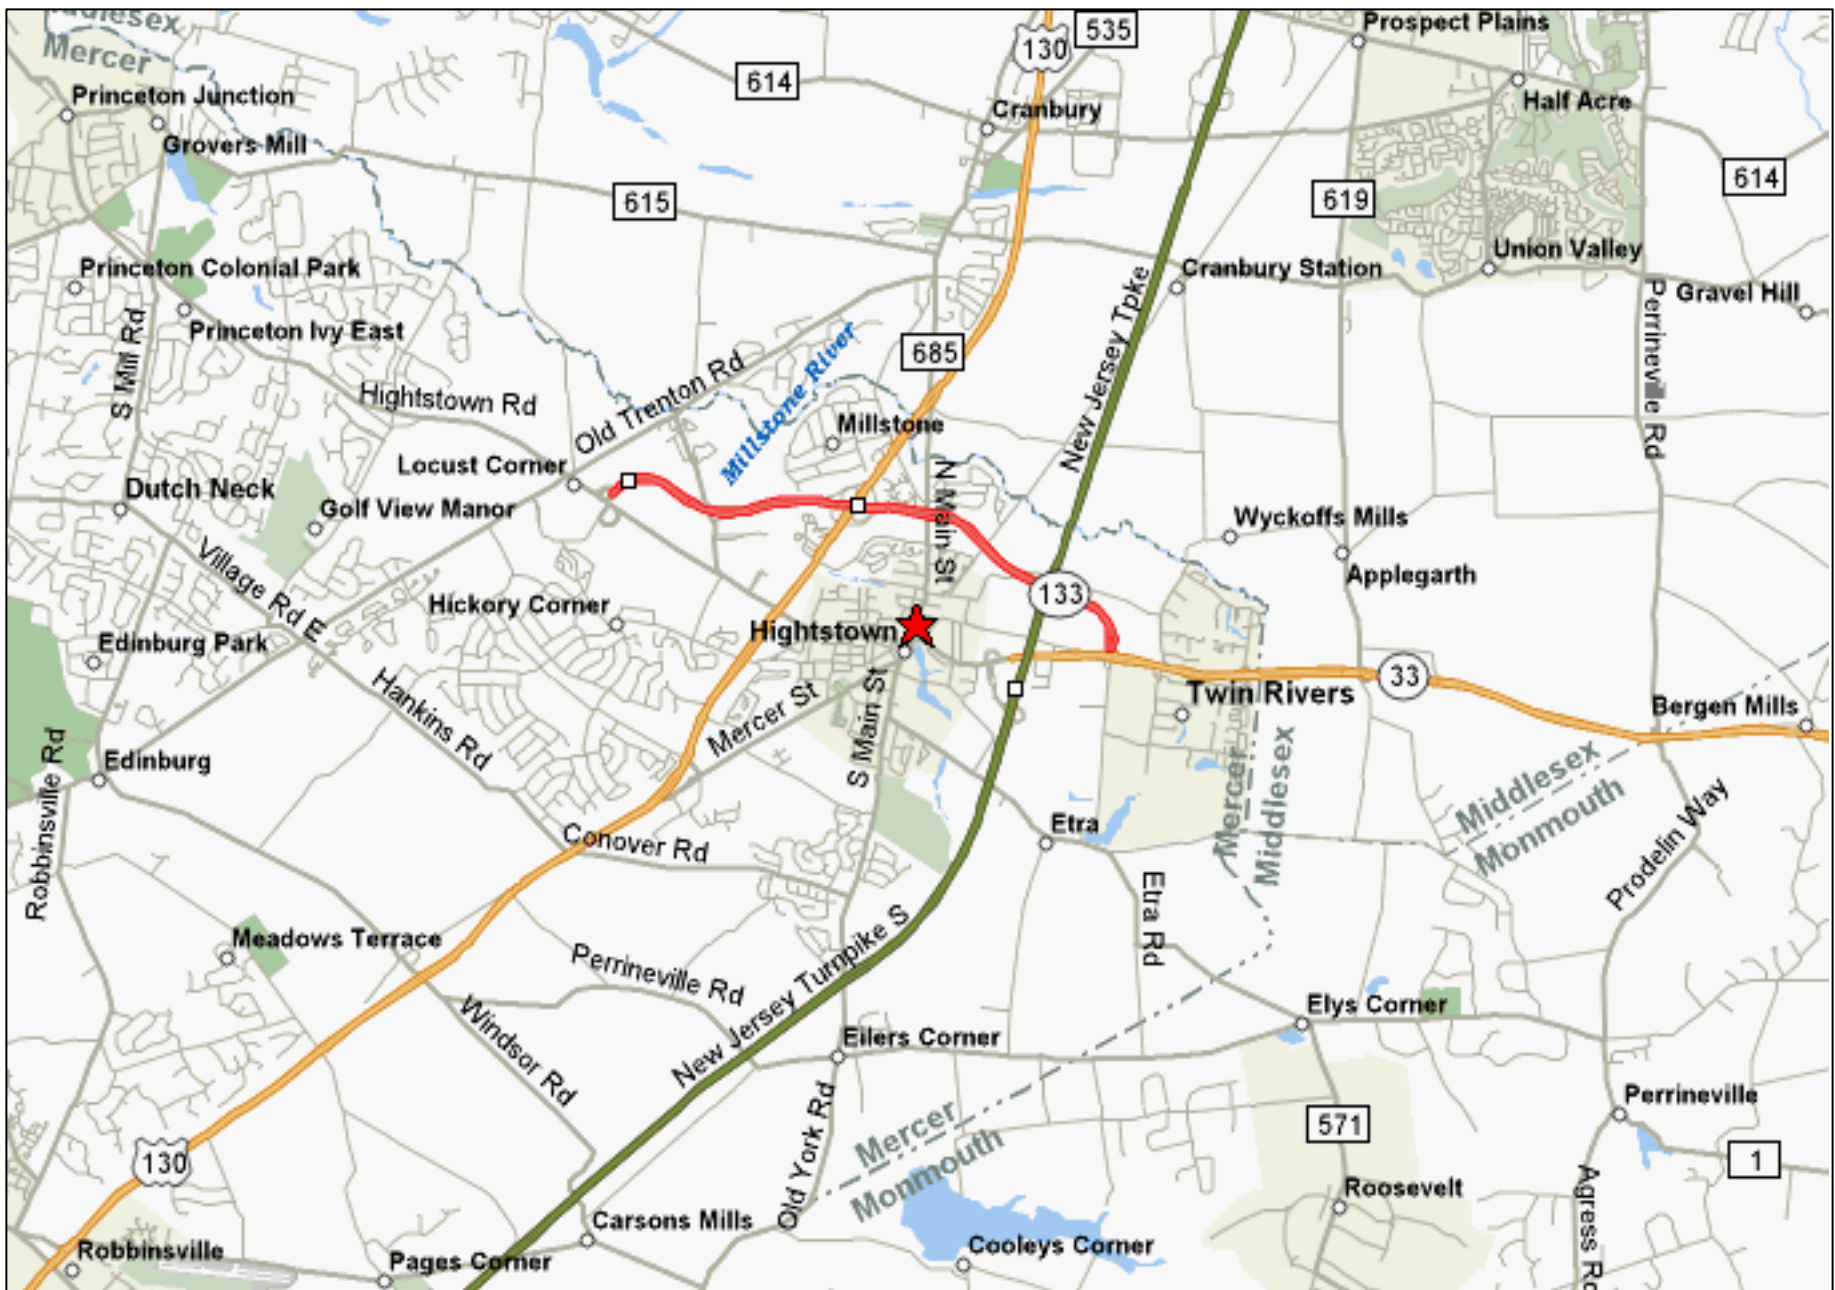 Middlesex
Mercer
130
535
Prospect Plains
614
Half Acre
Princeton Junction
Cranbury
Grovers Mill
615
619
614
Princeton Colonial Park
Cranbury Station
Union Valley
Gravel Hill
Princeton Ivy East
S Mill Rd
685
New Jersey Tpke
Perrineville Rd
Hightstown Rd
Old Trenton Rd
Millstone River
Millstone
Locust Corner
Dutch Neck
Golf View Manor
N Main St
Wyckoffs Mills
Applegarth
Village Rd E
Hickory Corner
133
Hightstown
Edinburg Park
33
Twin Rivers
Bergen Mills
Hankins Rd
Mercer St
S Main St
Robbinsville Rd
Edinburg
Mercer
Middlesex
Middlesex
Monmouth
Etra
Conover Rd
Prodelin Way
Etra Rd
Meadows Terrace
Perrineville Rd
New Jersey Turnpike S
Windsor Rd
Eilers Corner
Elys Corner
Perrineville
Old York Rd
Mercer
Monmouth
571
130
1
Roosevelt
Agress Rd
Carsons Mills
Robbinsville
Pages Corner
Cooleys Corner